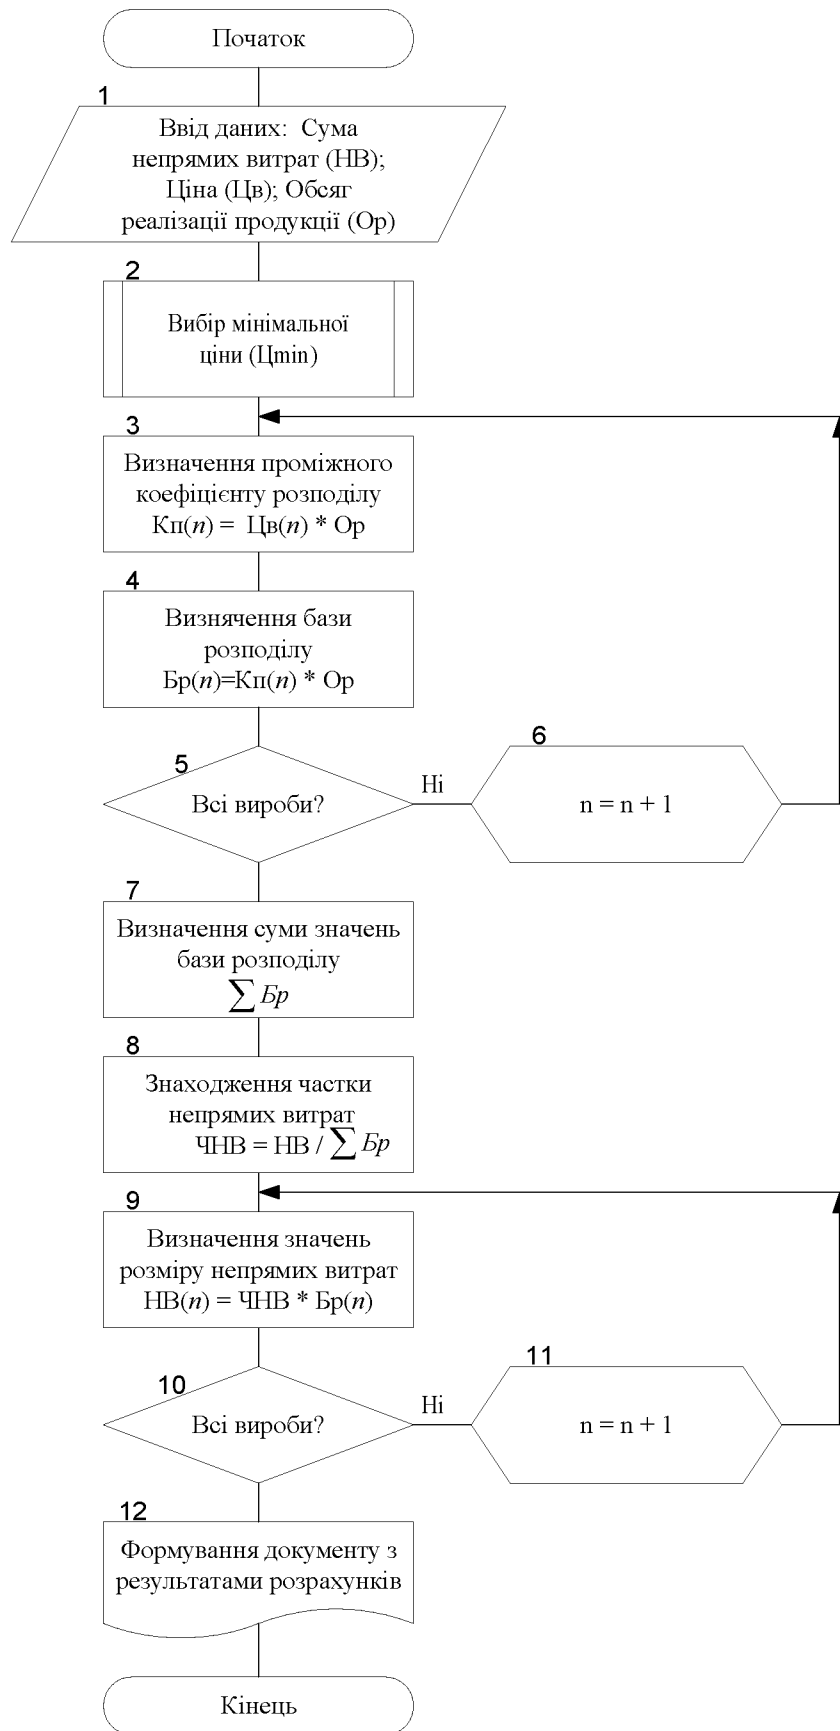 Початок
1
Ввід даних: Сума
непрямих витрат (НВ);
Ціна (Цв); Обсяг
реалізації продукції (Ор)
2
Вибір мінімальної
ціни (Цmin)
3
Визначення проміжного
коефіцієнту розподілу
Кп(n) = Цв(n) * Ор
4
Визнячення бази
розподілу
Бр(n)=Кп(n) * Ор
5
Всі вироби?
Ні
6
n = n + 1
7
Визначення суми значень
бази розподілу
∑ Бр
8
Знаходження частки
непрямих витрат
ЧНВ = НВ / ∑ Бр
9
Визначення значень
розміру непрямих витрат
НВ(n) = ЧНВ * Бр(n)
10
Всі вироби?
Ні
11
n = n + 1
12
Формування документу з
результатами розрахунків
Кінець